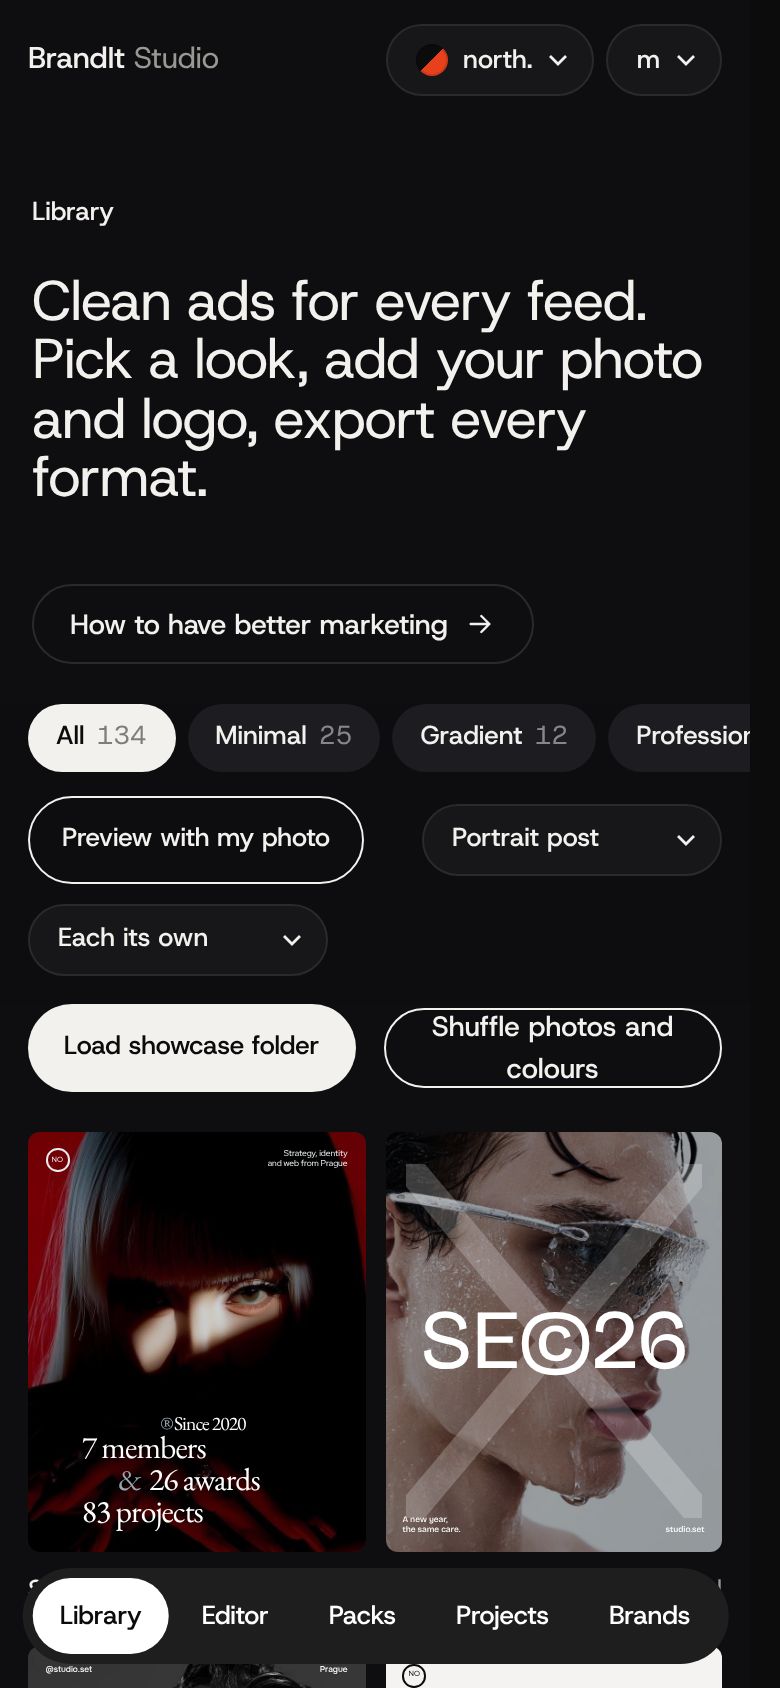 BrandIt Studio
north.
m
Library
Clean ads for every feed.
Pick a look, add your photo
and logo, export every
format.
How to have better marketing →
All 134
Minimal 25
Gradient 12
Profession
Preview with my photo
Portrait post
Each its own
Load showcase folder
Shuffle photos and
colours
NO
Strategy, identity
and web from Prague
®Since 2020
7 members
& 26 awards
83 projects
SE©26
A new year,
the same care.
studio.set
Library
Editor
Packs
Projects
Brands
@studio.set
Prague
NO